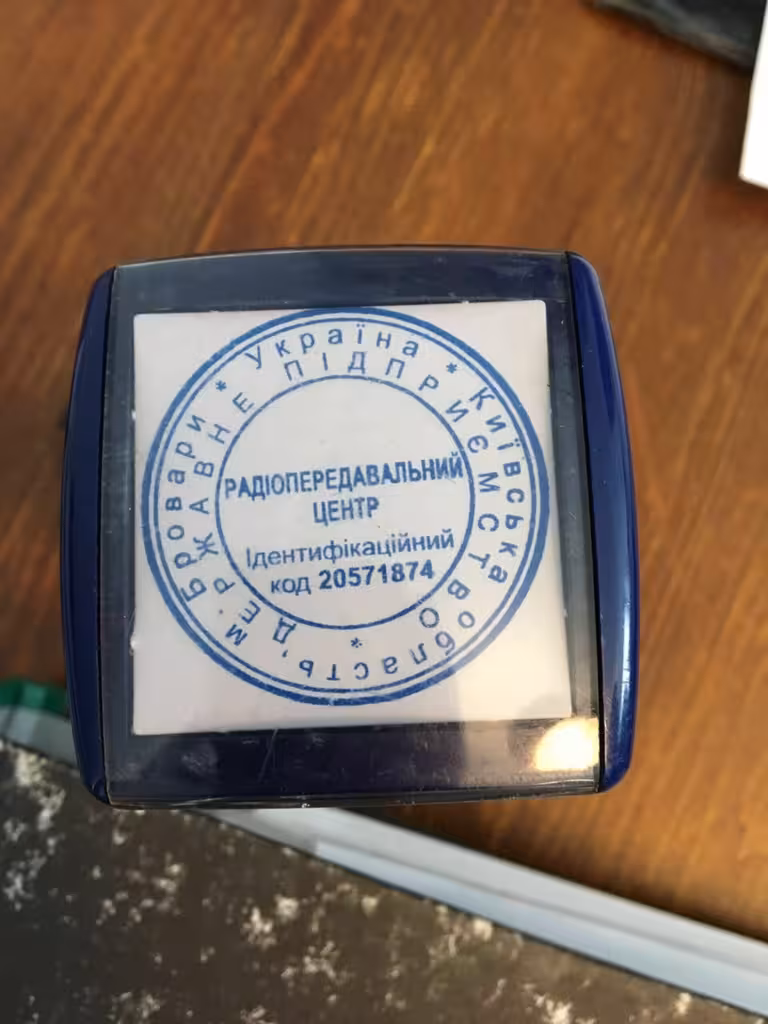 * Україна * Київська область, м Бровари
ДЕРЖАВНЕ ПІДПРИЄМСТВО *
РАДІОПЕРЕДАВАЛЬНИЙ
ЦЕНТР
Ідентифікаційний
код 20571874